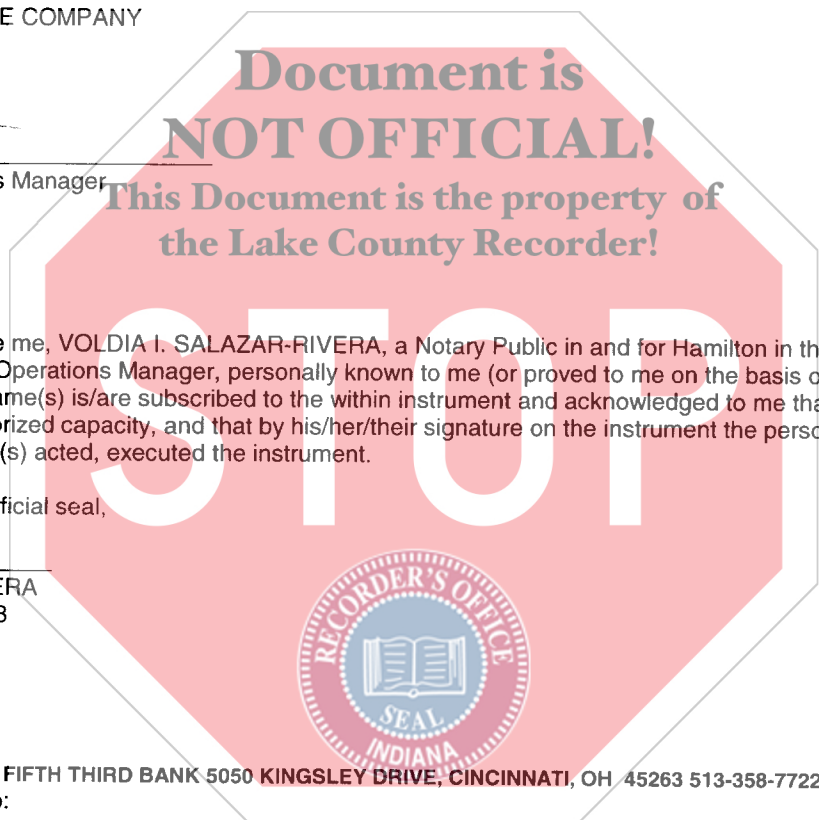 E COMPANY
Document is
NOT OFFICIAL!
s Manager
This Document is the property of
the Lake County Recorder!
STOP
e me, VOLDIA I. SALAZAR-RIVERA, a Notary Public in and for Hamilton in th
Operations Manager, personally known to me (or proved to me on the basis o
ame(s) is/are subscribed to the within instrument and acknowledged to me tha
orized capacity, and that by his/her/their signature on the instrument the perso
(s) acted, executed the instrument.
ficial seal,
ERA
8
RECORDER'S OFFICE
SEAL
INDIANA
FIFTH THIRD BANK 5050 KINGSLEY DRIVE, CINCINNATI, OH 45263 513-358-7722
o: